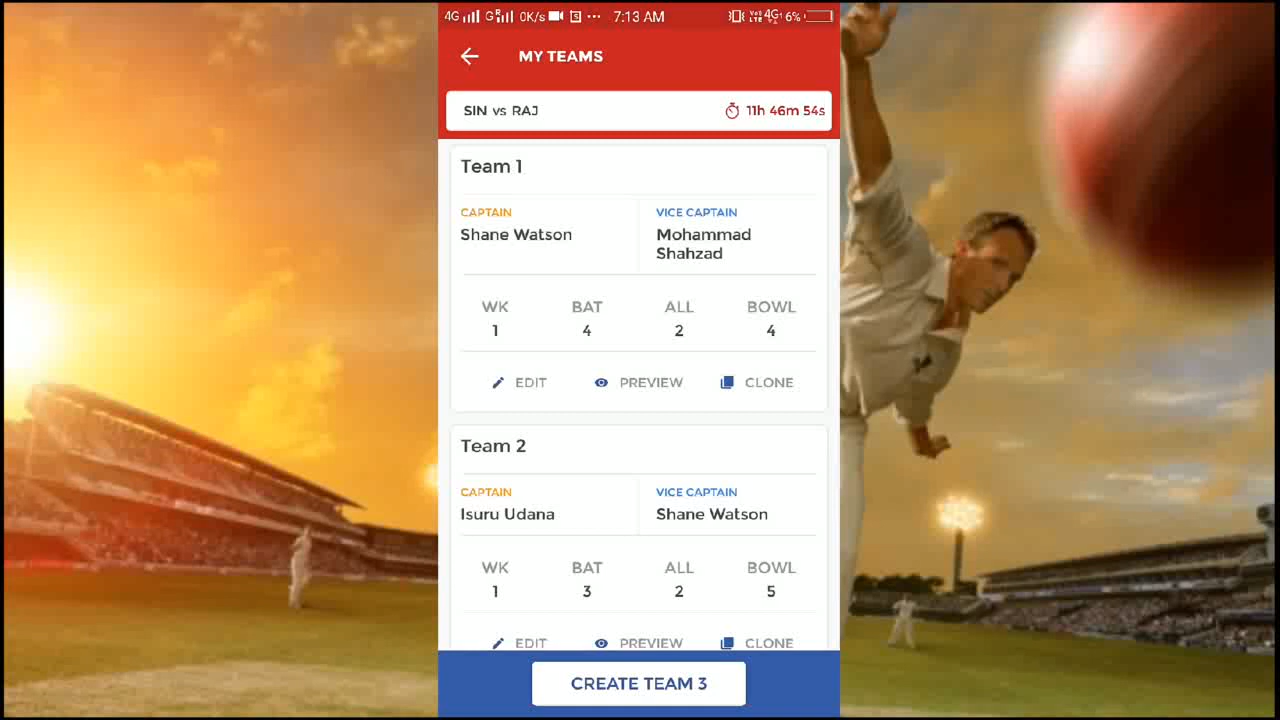 4G G R 0K/s S ... 7:13 AM VoLTE 4G 6%
MY TEAMS
SIN vs RAJ 11h 46m 54s
Team 1
CAPTAIN VICE CAPTAIN
Shane Watson Mohammad
Shahzad
WK BAT ALL BOWL
1 4 2 4
EDIT PREVIEW CLONE
Team 2
CAPTAIN VICE CAPTAIN
Isuru Udana Shane Watson
WK BAT ALL BOWL
1 3 2 5
EDIT PREVIEW CLONE
CREATE TEAM 3